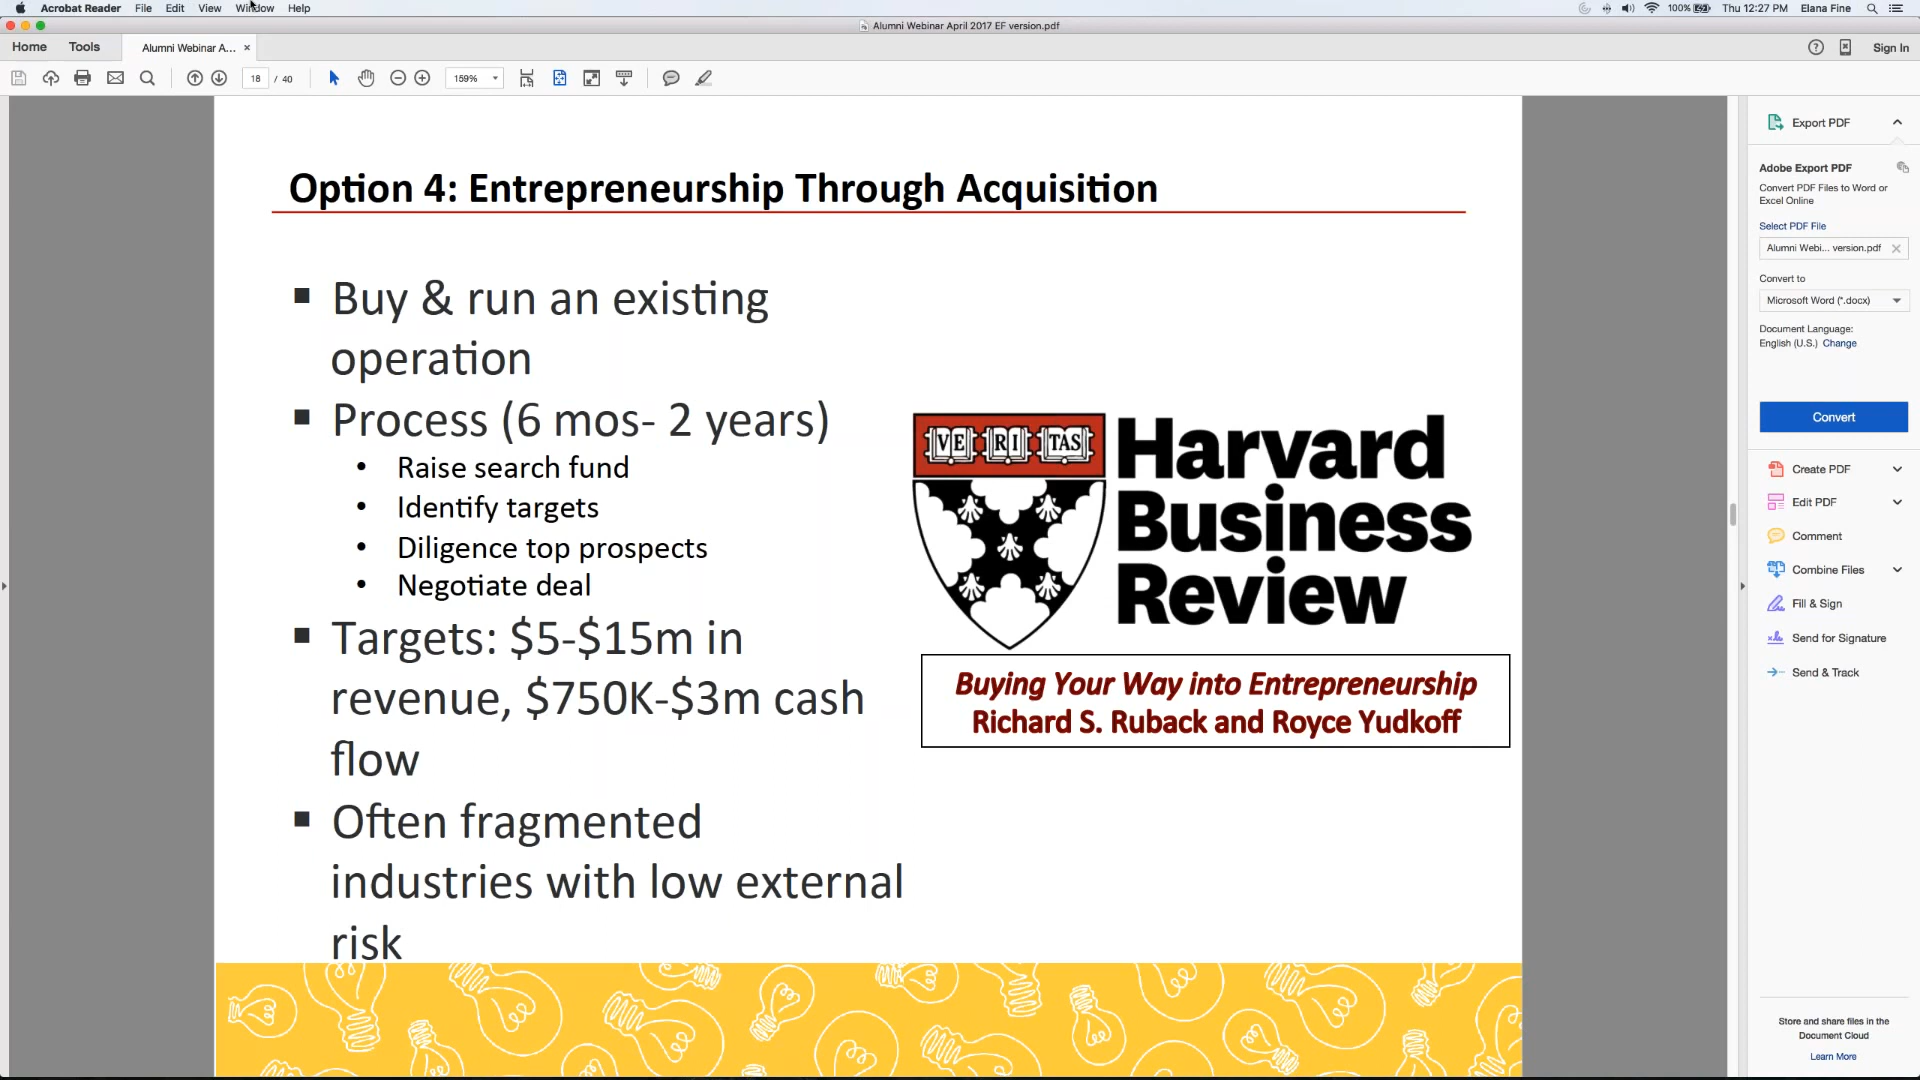 Acrobat Reader File Edit View Window Help
100% Thu 12:27 PM Elana Fine
Alumni Webinar April 2017 EF version.pdf
Home Tools Alumni Webinar A... × Sign In
18 / 40 159%
Option 4: Entrepreneurship Through Acquisition
▪ Buy & run an existing
operation
▪ Process (6 mos- 2 years)
• Raise search fund
• Identify targets
• Diligence top prospects
• Negotiate deal
▪ Targets: $5-$15m in
revenue, $750K-$3m cash
flow
▪ Often fragmented
industries with low external
risk
VE RI TAS
Harvard
Business
Review
Buying Your Way into Entrepreneurship
Richard S. Ruback and Royce Yudkoff
Export PDF
Adobe Export PDF
Convert PDF Files to Word or
Excel Online
Select PDF File
Alumni Webi... version.pdf
Convert to
Microsoft Word (*.docx)
Document Language:
English (U.S.) Change
Convert
Create PDF
Edit PDF
Comment
Combine Files
Fill & Sign
Send for Signature
Send & Track
Store and share files in the
Document Cloud
Learn More